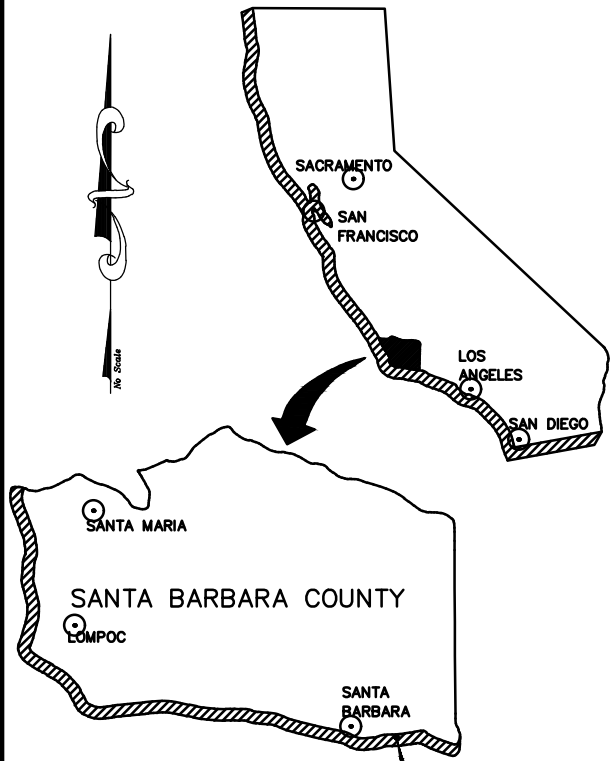 SACRAMENTO
SAN
FRANCISCO
No Scale
LOS
ANGELES
SAN DIEGO
SANTA MARIA
SANTA BARBARA COUNTY
LOMPOC
SANTA
BARBARA